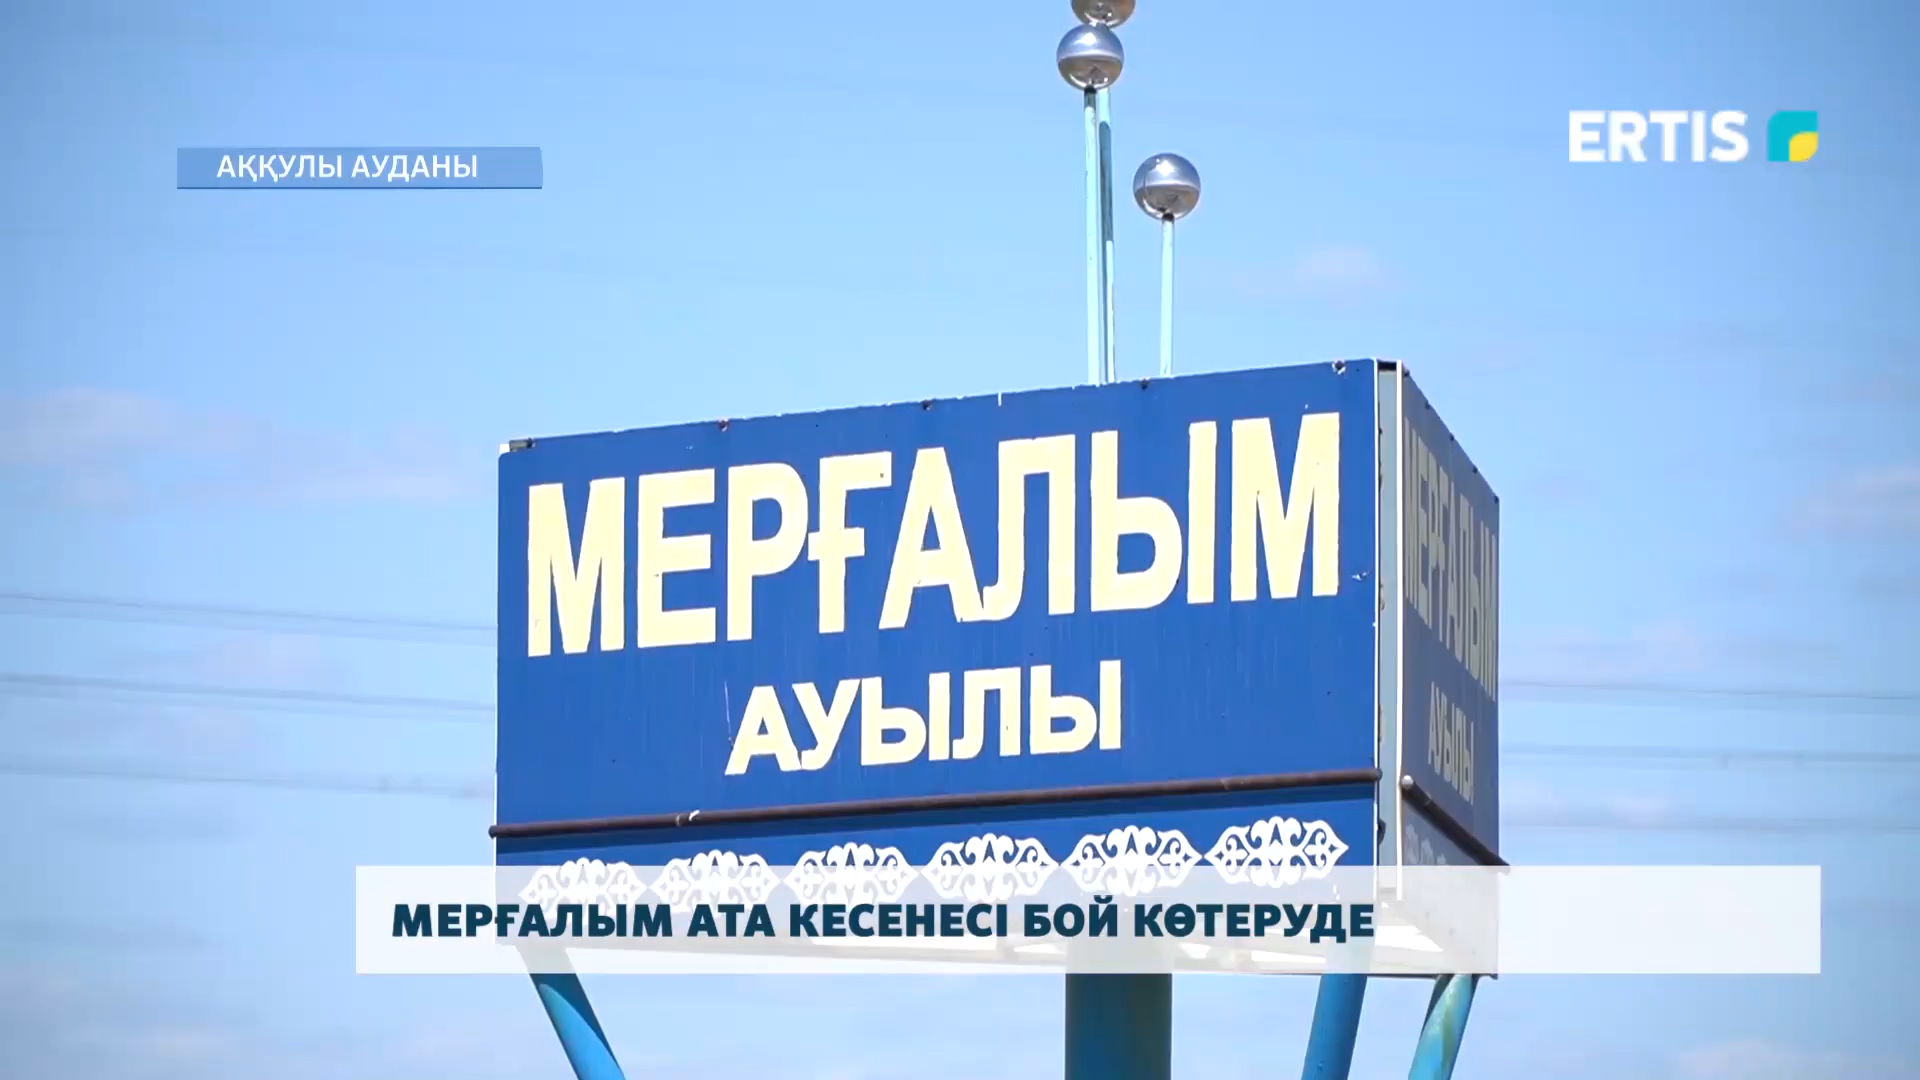 ERTIS
АҚҚУЛЫ АУДАНЫ
МЕРҒАЛЫМ
АУЫЛЫ
МЕРҒАЛЫМ
АУЫЛЫ
МЕРҒАЛЫМ АТА КЕСЕНЕСІ БОЙ КӨТЕРУДЕ